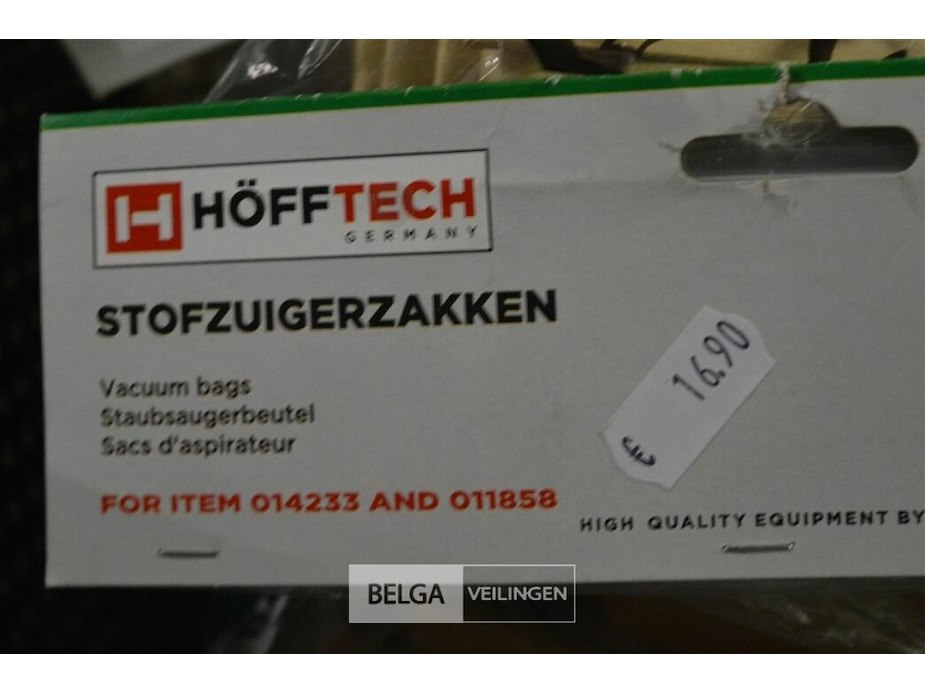 HÖFFTECH
GERMANY
STOFZUIGERZAKKEN
Vacuum bags
Staubsaugerbeutel
Sacs d'aspirateur
FOR ITEM 014233 AND 011858
€ 16.90
HIGH QUALITY EQUIPMENT BY
BELGA VEILINGEN